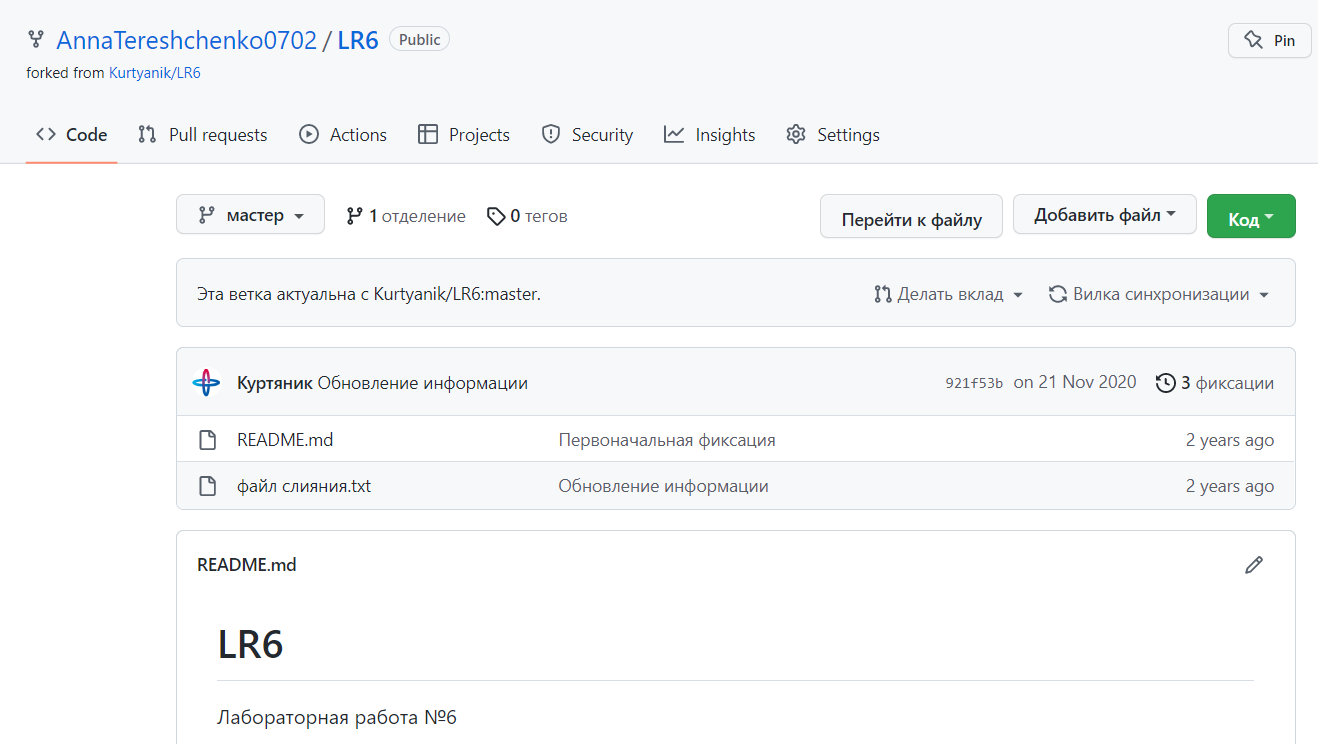 AnnaTereshchenko0702 / LR6 Public Pin
forked from Kurtyanik/LR6
Code Pull requests Actions Projects Security Insights Settings
мастер 1 отделение 0 тегов Перейти к файлу Добавить файл Код
Эта ветка актуальна с Kurtyanik/LR6:master. Делать вклад Вилка синхронизации
Куртяник Обновление информации 921f53b on 21 Nov 2020 3 фиксации
README.md Первоначальная фиксация 2 years ago
файл слияния.txt Обновление информации 2 years ago
README.md
LR6
Лабораторная работа №6